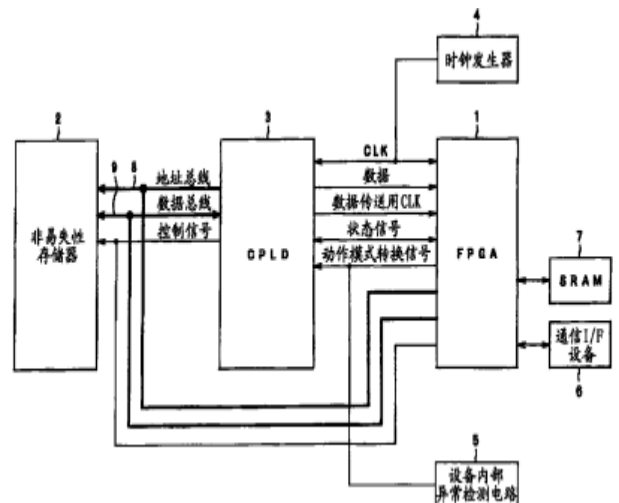 4
时钟发生器
2
3
1
CLK
9
8
地址总线
数据
数据总线
数据传送用CLK
控制信号
状态信号
动作模式转换信号
非易失性
存储器
CPLD
FPGA
7
SRAM
通信I/F
设备
6
5
设备内部
异常检测电路